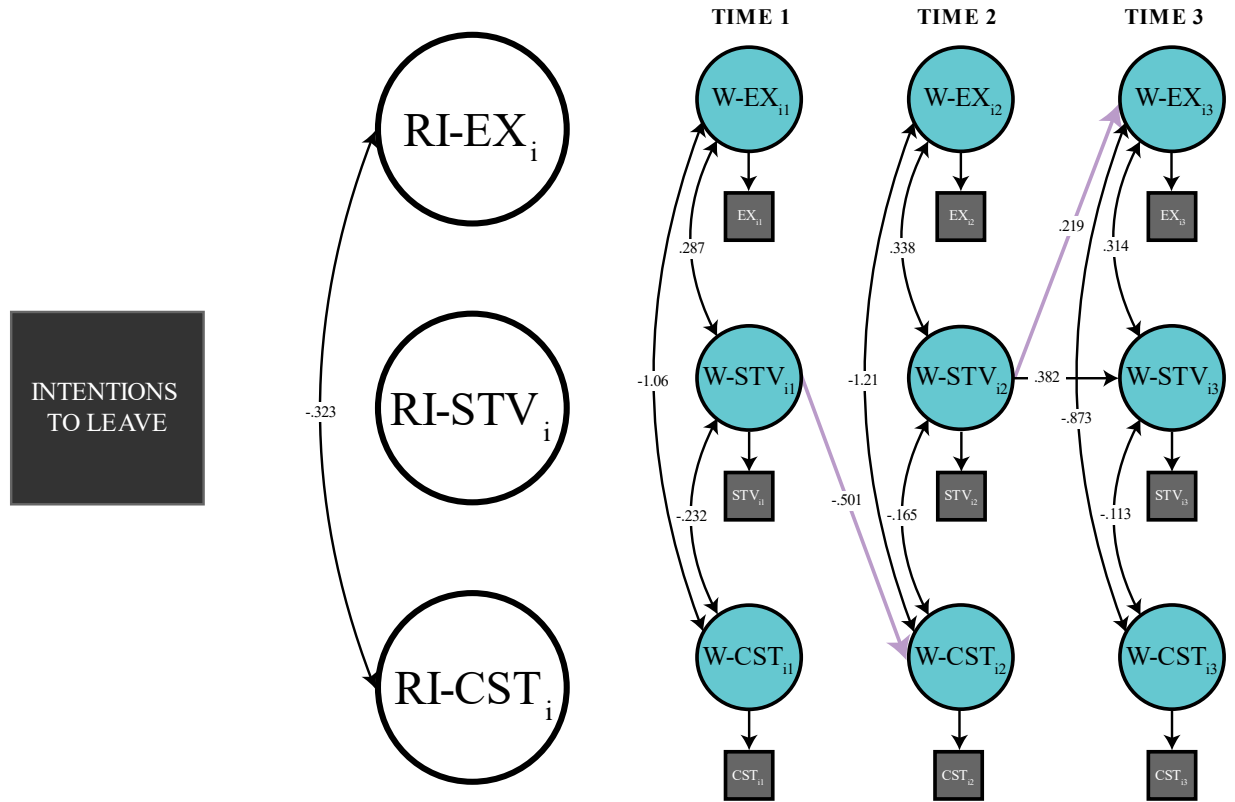 TIME 1
TIME 2
TIME 3
W-EXi1
W-EXi2
W-EXi3
RI-EXi
EXi1
EXi2
EXi3
.287
.338
.219
.314
INTENTIONS
TO LEAVE
-.323
RI-STVi
-1.06
W-STVi1
-1.21
W-STVi2
.382
W-STVi3
-.873
STVi1
STVi2
STVi3
-.232
-.501
-.165
-.113
RI-CSTi
W-CSTi1
W-CSTi2
W-CSTi3
CSTi1
CSTi2
CSTi3